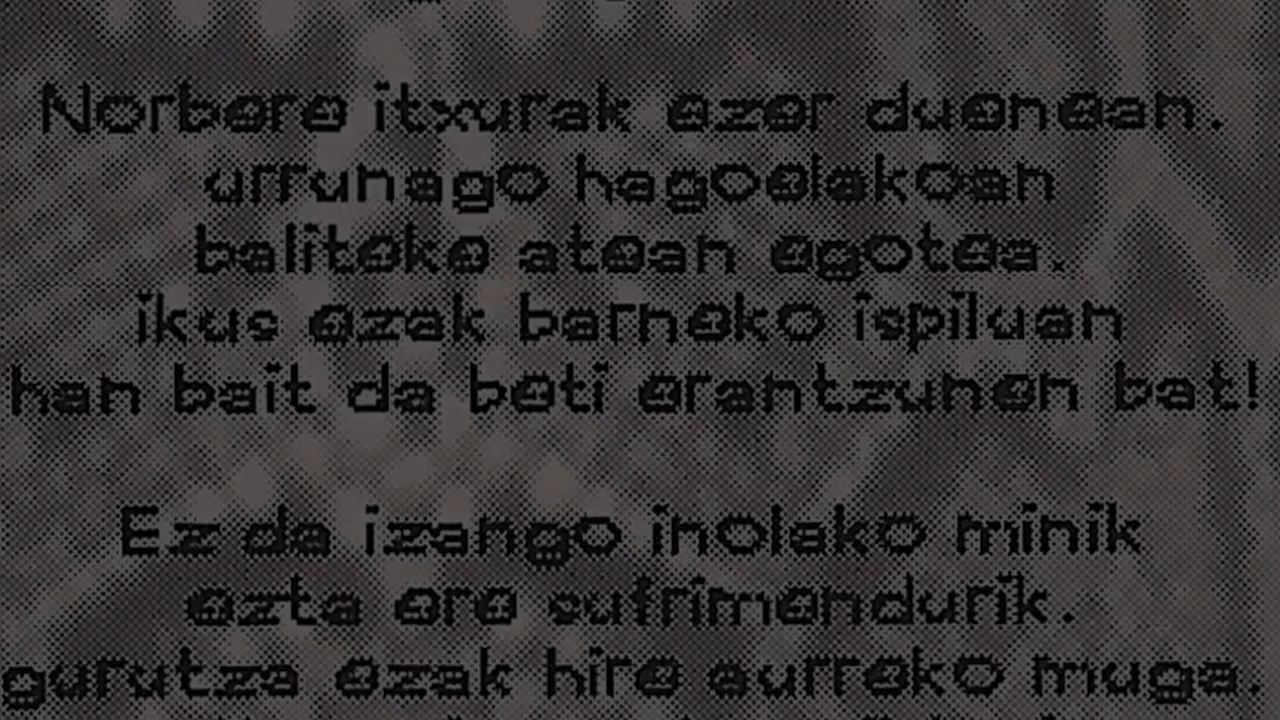 Norbere itxurak ezer duenean.
urrunago hagoelakoan
baliteke atean egotea.
ikus ezak barneko ispiluan
han bait da beti erantzunen bat!
Ez da izango inolako minik
ezta ere sufrimendurik.
gurutza ezak hire aurreko muga.